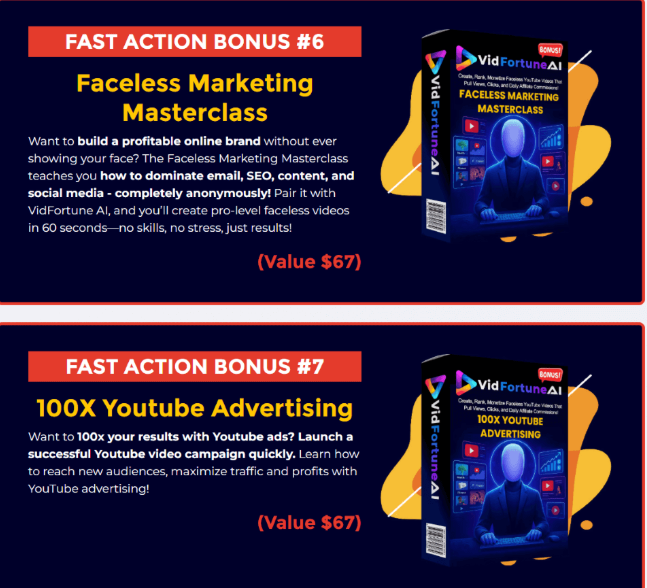 FAST ACTION BONUS #6
Faceless Marketing
Masterclass
Want to build a profitable online brand without ever
showing your face? The Faceless Marketing Masterclass
teaches you how to dominate email, SEO, content, and
social media - completely anonymously! Pair it with
VidFortune AI, and you'll create pro-level faceless videos
in 60 seconds—no skills, no stress, just results!
(Value $67)
VidFortune AI
BONUS!
VidFortuneAI
Create, Rank, Monetize Faceless YouTube Videos That
Pull Views, Clicks, and Daily Affiliate Commissions!
FACELESS MARKETING
MASTERCLASS
FAST ACTION BONUS #7
100X Youtube Advertising
Want to 100x your results with Youtube ads? Launch a
successful Youtube video campaign quickly. Learn how
to reach new audiences, maximize traffic and profits with
YouTube advertising!
(Value $67)
VidFortune AI
BONUS!
VidFortuneAI
Create, Rank, Monetize Faceless YouTube Videos That
Pull Views, Clicks, and Daily Affiliate Commissions!
100X YOUTUBE
ADVERTISING